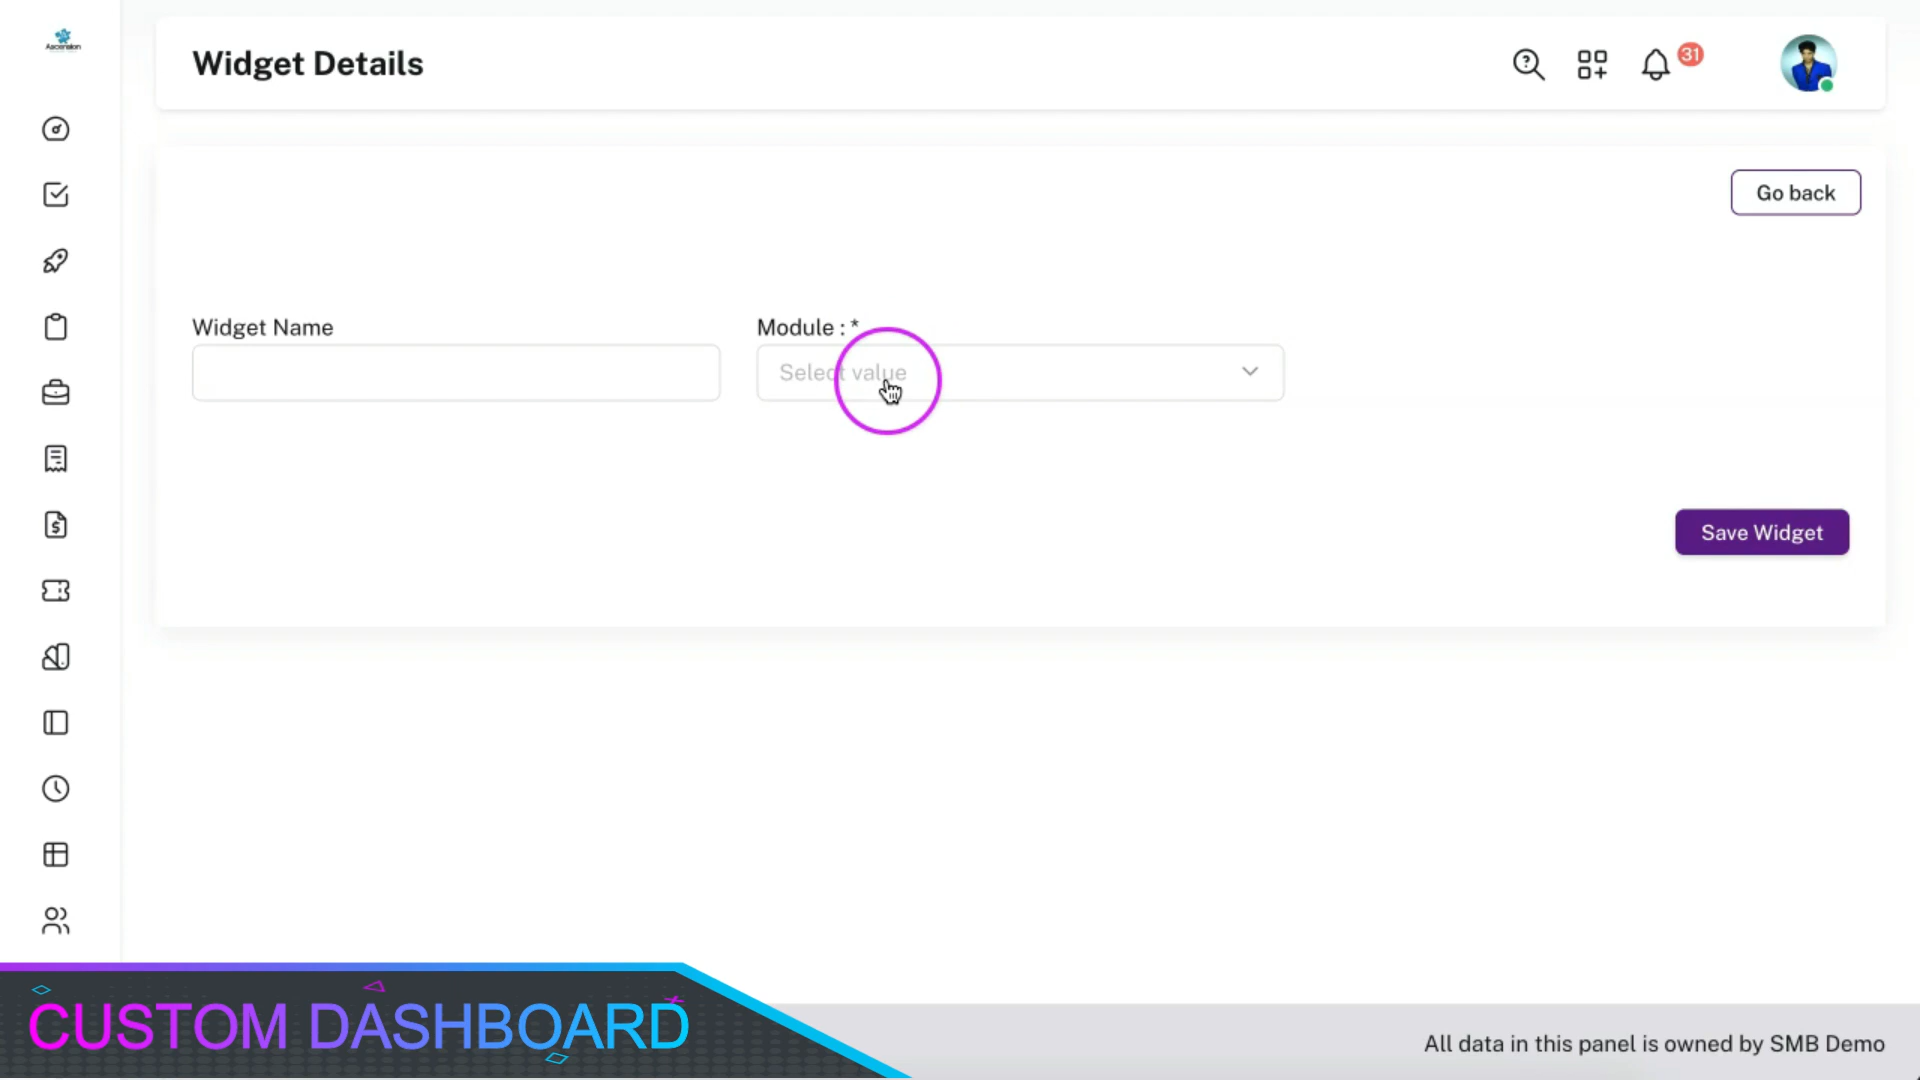 Ascension
Widget Details
31
Go back
Widget Name
Module : *
Select value
Save Widget
CUSTOM DASHBOARD
All data in this panel is owned by SMB Demo